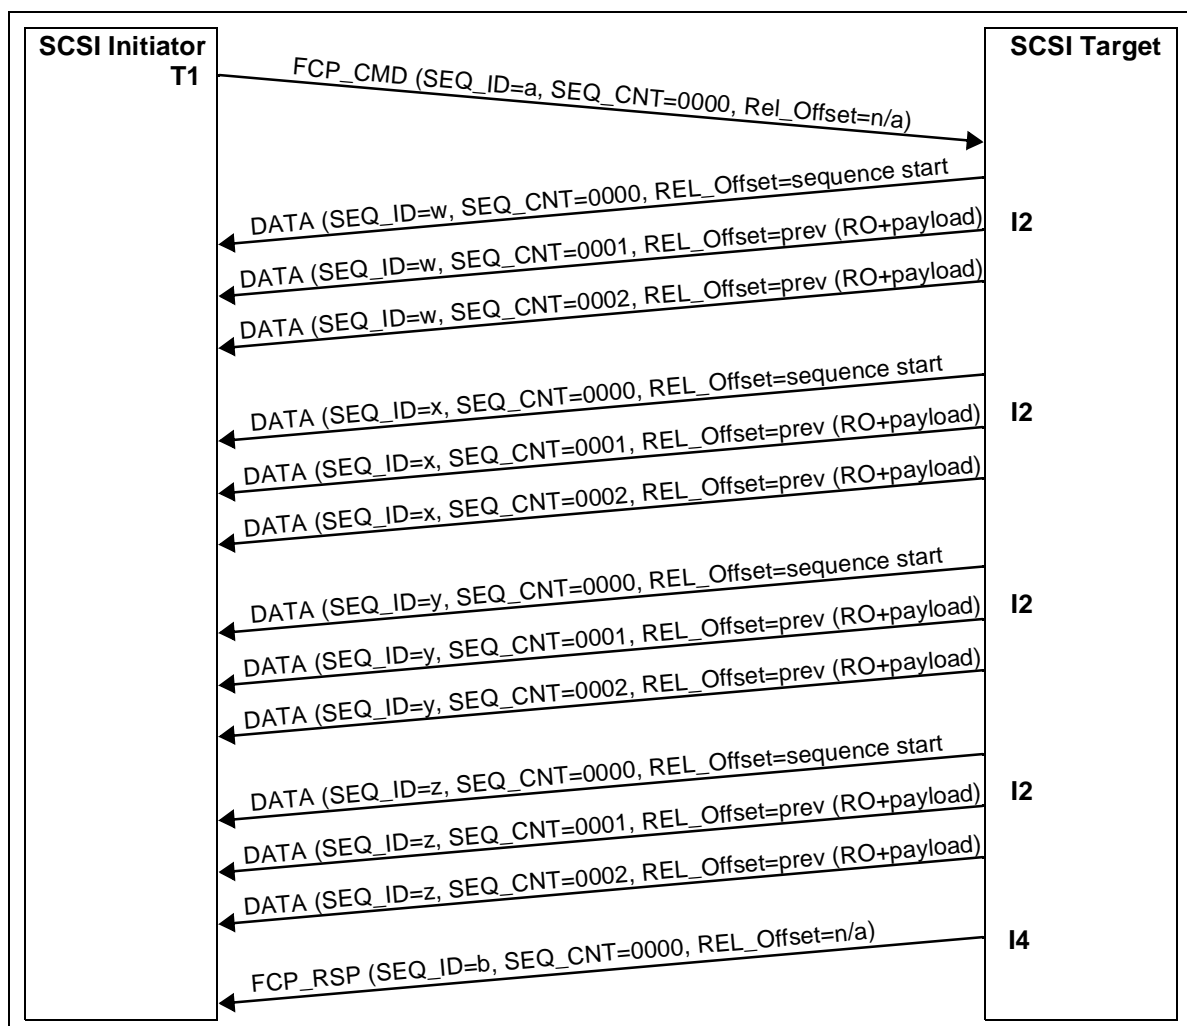 SCSI Initiator
T1
SCSI Target
FCP_CMD (SEQ_ID=a, SEQ_CNT=0000, Rel_Offset=n/a)
DATA (SEQ_ID=w, SEQ_CNT=0000, REL_Offset=sequence start
DATA (SEQ_ID=w, SEQ_CNT=0001, REL_Offset=prev (RO+payload)
I2
DATA (SEQ_ID=w, SEQ_CNT=0002, REL_Offset=prev (RO+payload)
DATA (SEQ_ID=x, SEQ_CNT=0000, REL_Offset=sequence start
DATA (SEQ_ID=x, SEQ_CNT=0001, REL_Offset=prev (RO+payload)
I2
DATA (SEQ_ID=x, SEQ_CNT=0002, REL_Offset=prev (RO+payload)
DATA (SEQ_ID=y, SEQ_CNT=0000, REL_Offset=sequence start
DATA (SEQ_ID=y, SEQ_CNT=0001, REL_Offset=prev (RO+payload)
I2
DATA (SEQ_ID=y, SEQ_CNT=0002, REL_Offset=prev (RO+payload)
DATA (SEQ_ID=z, SEQ_CNT=0000, REL_Offset=sequence start
DATA (SEQ_ID=z, SEQ_CNT=0001, REL_Offset=prev (RO+payload)
I2
DATA (SEQ_ID=z, SEQ_CNT=0002, REL_Offset=prev (RO+payload)
FCP_RSP (SEQ_ID=b, SEQ_CNT=0000, REL_Offset=n/a)
I4